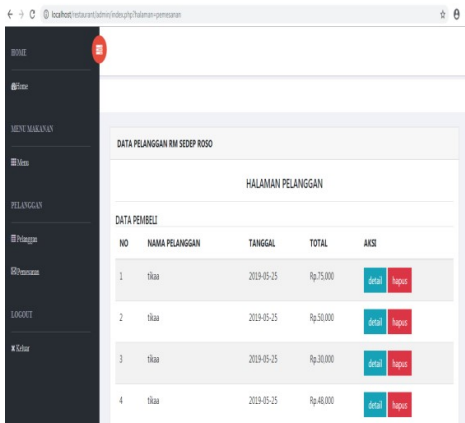 localhost/restaurant/admin/index.php?halaman=pemesanan
HOME
Home
MENU MAKANAN
Menu
PELANGGAN
Pelanggan
Pemesanan
LOGOUT
Keluar
DATA PELANGGAN RM SEDEP ROSO
HALAMAN PELANGGAN
DATA PEMBELI
NO NAMA PELANGGAN TANGGAL TOTAL AKSI
1 tikaa 2019-05-25 Rp.75,000 detail hapus
2 tikaa 2019-05-25 Rp.50,000 detail hapus
3 tikaa 2019-05-25 Rp.30,000 detail hapus
4 tikaa 2019-05-25 Rp.48,000 detail hapus